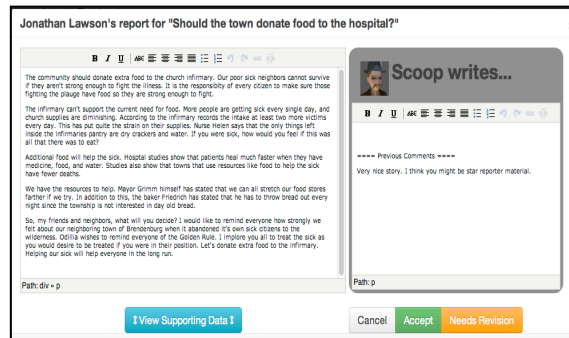 Jonathan Lawson's report for "Should the town donate food to the hospital?"
B I U ABC
The community should donate extra food to the church infirmary. Our poor sick neighbors cannot survive
if they aren't strong enough to fight the illness. It is the responsibility of every citizen to make sure those
fighting the plauge have food so they are strong enough to fight.
The infirmary can't support the current need for food. More people are getting sick every single day, and
church supplies are diminishing. According to the infirmary records the intake at least two more victims
every day. This has put quite the strain on their supplies. Nurse Helen says that the only things left
inside the infirmaries pantry are dry crackers and water. If you were sick, how would you feel if this was
all that there was to eat?
Additional food will help the sick. Hosptal studies show that patients heal much faster when they have
medicine, food, and water. Studies also show that towns that use resources like food to help the sick
have fewer deaths.
We have the resources to help. Mayor Grimm himself has stated that we can all stretch our food stores
farther if we try. In addition to this, the baker Friedrich has stated that he has to throw bread out every
night since the township is not interested in day old bread.
So, my friends and neighbors, what will you decide? I would like to remind everyone how strongly we
felt about our neighboring town of Brendenburg when it abandoned it's own sick citizens to the
wilderness. Odillia wishes to remind everyone of the Golden Rule. I implore you all to treat the sick as
you would desire to be treated if you were in their position. Let's donate extra food to the infirmary.
Helping our sick will help everyone in the long run.
Path: div » p
View Supporting Data
Scoop writes...
B I U ABC
==== Previous Comments ====
Very nice story. I think you might be star reporter material.
Path: p
Cancel Accept Needs Revision